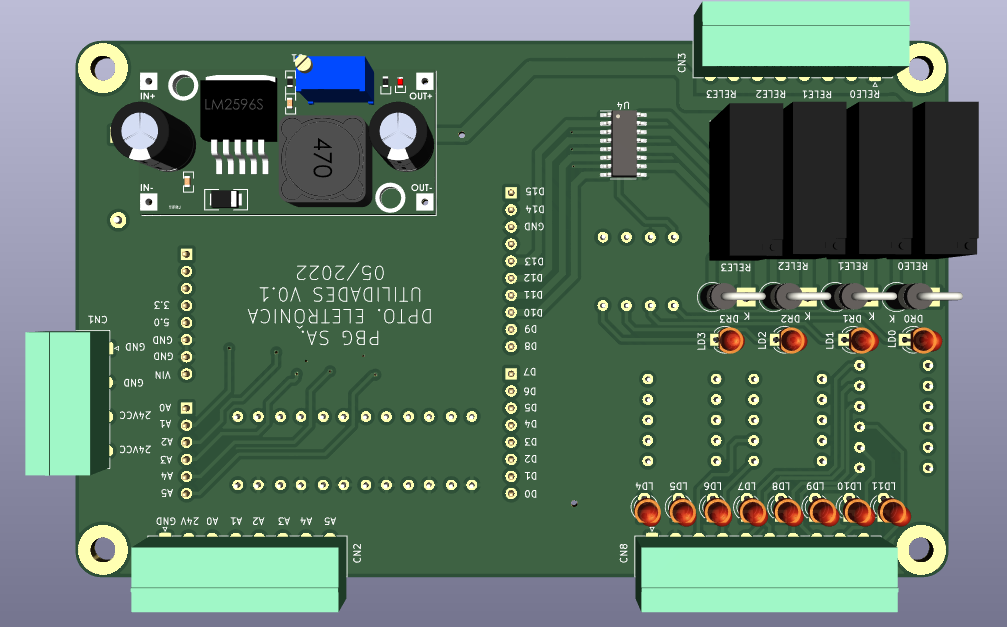 CN3
RELE3 RELE2 RELE1 RELE0
IN+
LM2596S
OUT+
U4
470
IN-
OUT-
D15
D14
GND
D13
D12
D11
D10
D9
D8
D7
D6
D5
D4
D3
D2
D1
D0
RELE3 RELE2 RELE1 RELE0
PBG SA.
DPTO. ELETRÔNICA
UTILIDADES V0.1
05/2022
3.3
5.0
GND
GND
VIN
A0
A1
A2
A3
A4
A5
CN1
GND
GND
24VCC
24VCC
DR3 K DR2 K DR1 K DR0 K
LD3 LD2 LD1 LD0
LD4 LD5 LD6 LD7 LD8 LD9 LD10 LD11
GND 24V A0 A1 A2 A3 A4 A5
CN2
CN8